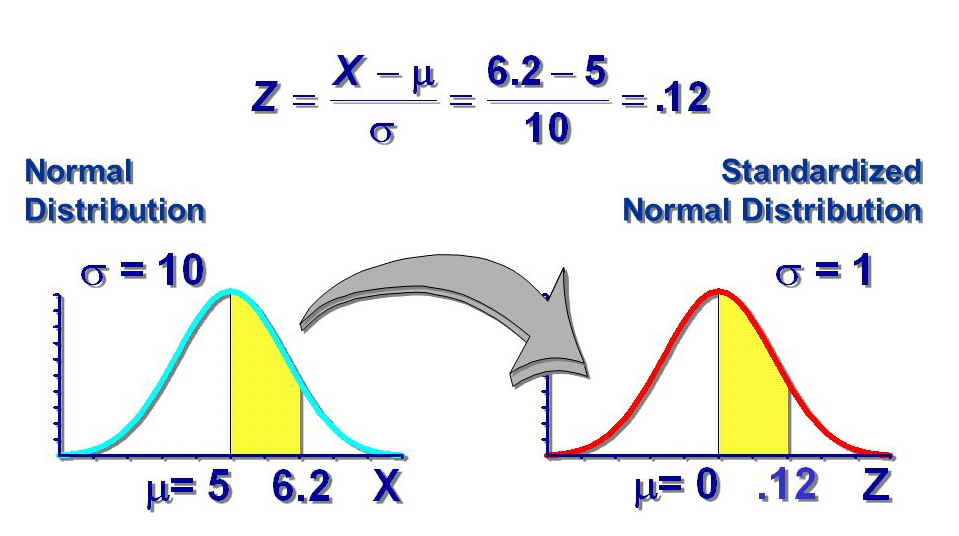 Z = (X – μ) / σ = (6.2 – 5) / 10 = .12
Normal
Distribution
Standardized
Normal Distribution
σ = 10
σ = 1
μ= 5 6.2 X
μ= 0 .12 Z